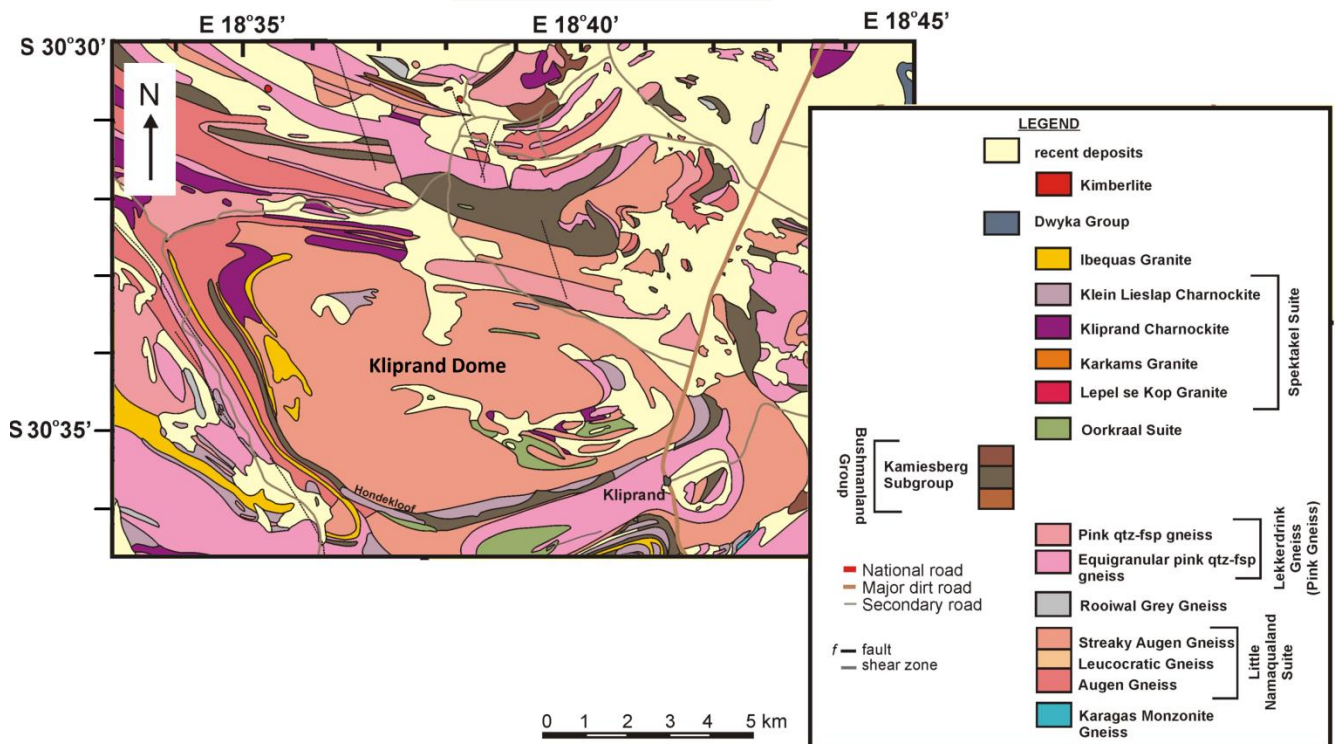 E 18°35’
E 18°40’
E 18°45’
S 30°30’
N
Kliprand Dome
S 30°35’
Hondekloof
Kliprand
0 1 2 3 4 5 km
LEGEND
recent deposits
Kimberlite
Dwyka Group
Ibequas Granite
Klein Lieslap Charnockite
Kliprand Charnockite
Karkams Granite
Lepel se Kop Granite
Spektakel Suite
Oorkraal Suite
Bushmanland
Group
Kamiesberg
Subgroup
Pink qtz-fsp gneiss
Equigranular pink qtz-fsp
gneiss
Lekkerdrink
Gneiss
(Pink Gneiss)
Rooiwal Grey Gneiss
Streaky Augen Gneiss
Leucocratic Gneiss
Augen Gneiss
Little
Namaqualand
Suite
Karagas Monzonite
Gneiss
National road
Major dirt road
Secondary road
f fault
shear zone